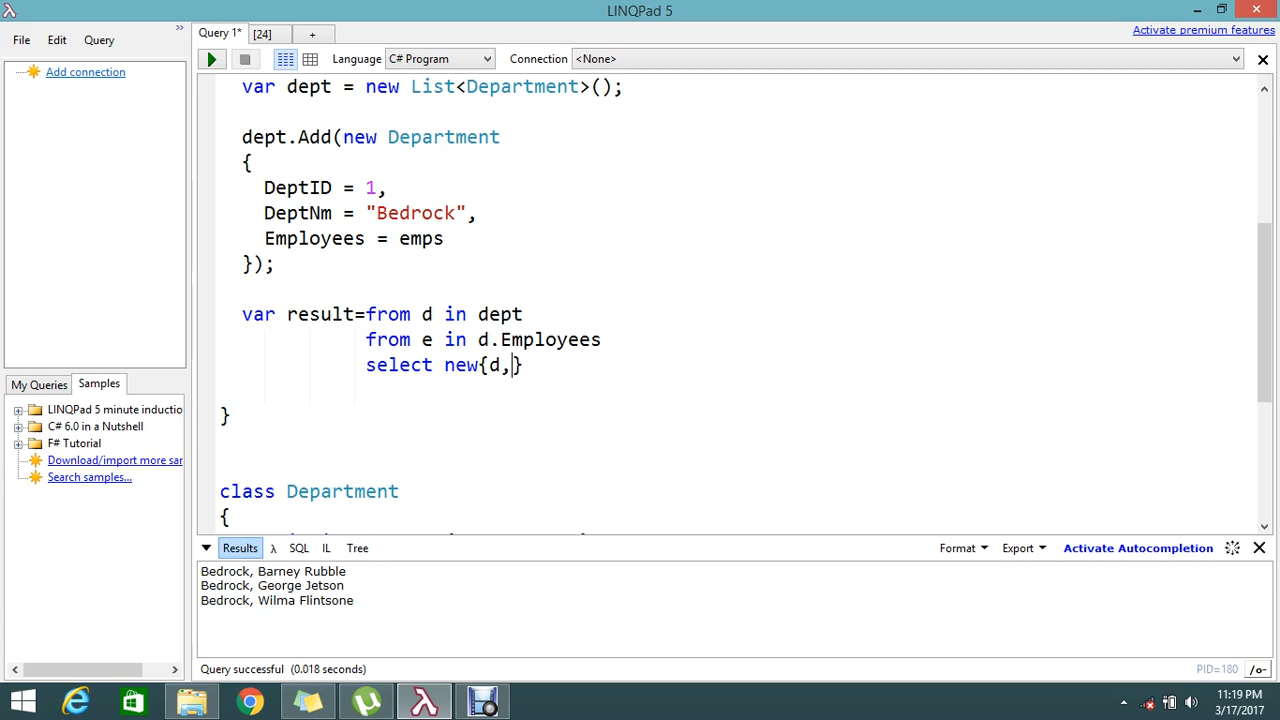 LINQPad 5
File Edit Query
Query 1* [24] +
Activate premium features
Language C# Program Connection <None>
Add connection
var dept = new List<Department>();
dept.Add(new Department
{
DeptID = 1,
DeptNm = "Bedrock",
Employees = emps
});
var result=from d in dept
from e in d.Employees
select new{d,}
}
class Department
{
My Queries Samples
LINQPad 5 minute inductio
C# 6.0 in a Nutshell
F# Tutorial
Download/import more sar
Search samples...
Results λ SQL IL Tree
Format Export Activate Autocompletion
Bedrock, Barney Rubble
Bedrock, George Jetson
Bedrock, Wilma Flintsone
Query successful (0.018 seconds)
PID=180 /o-
11:19 PM
3/17/2017